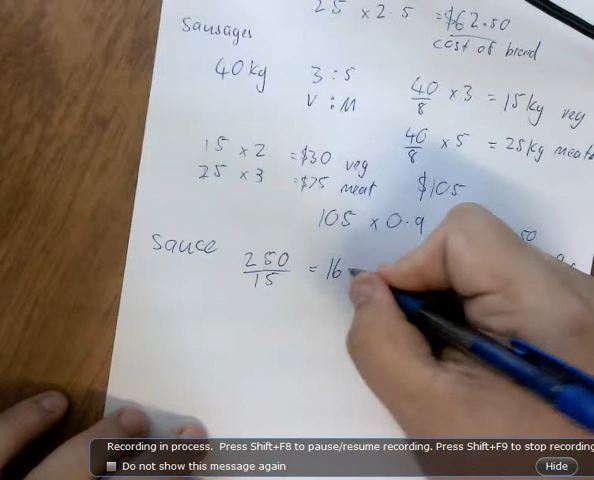 25 x 2.5 = $62.50
cost of bread
Sausages
40kg 3:5
V:M
40/8 x 3 = 15kg veg
40/8 x 5 = 25kg meat
15 x 2 = $30 veg
25 x 3 = $75 meat
$105
105 x 0.9
50
Sauce
250/15 = 16
Recording in process. Press Shift+F8 to pause/resume recording. Press Shift+F9 to stop recording
Do not show this message again
Hide